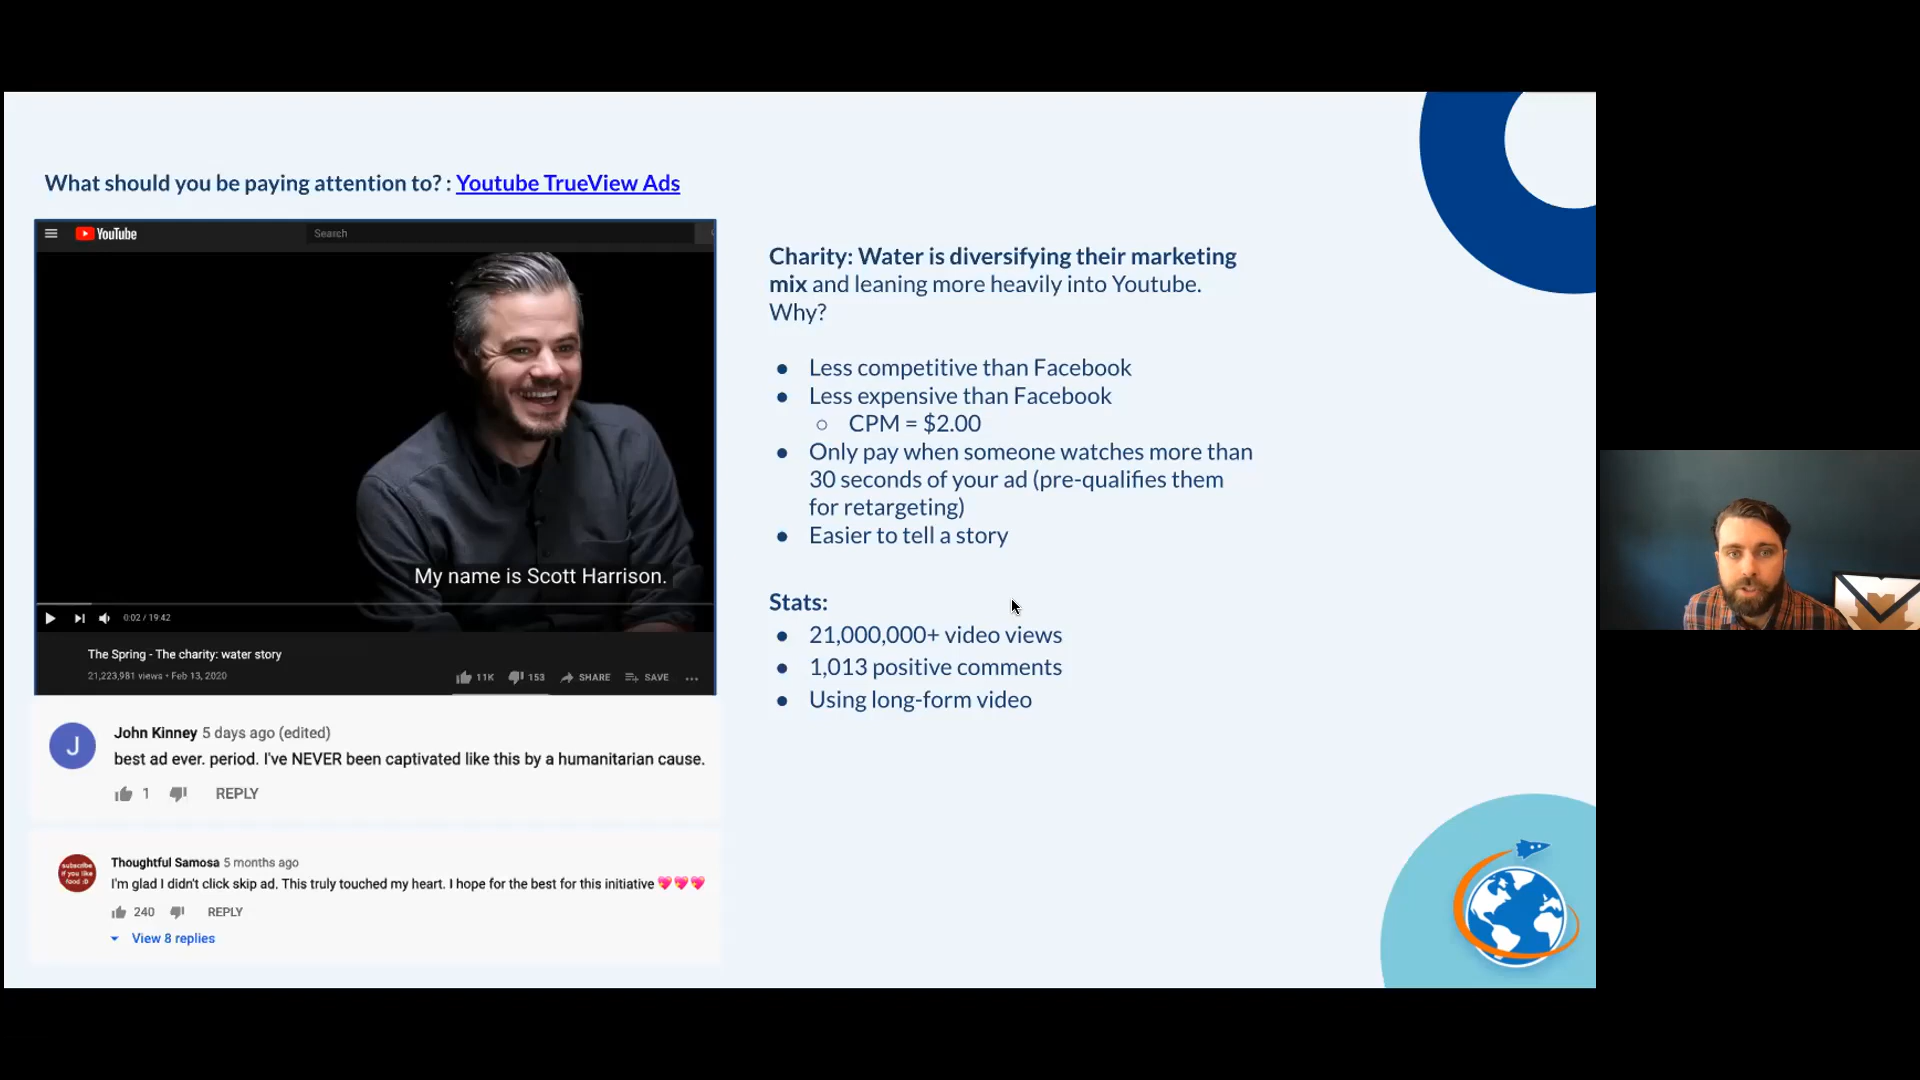 What should you be paying attention to? : Youtube TrueView Ads
YouTube
Search
My name is Scott Harrison.
0:02 / 19:42
The Spring - The charity: water story
21,223,981 views • Feb 13, 2020
11K
153
SHARE
SAVE
J
John Kinney 5 days ago (edited)
best ad ever. period. I've NEVER been captivated like this by a humanitarian cause.
1
REPLY
subscribe
if you like
food :D
Thoughtful Samosa 5 months ago
I'm glad I didn't click skip ad. This truly touched my heart. I hope for the best for this initiative 💖💖💖
240
REPLY
View 8 replies
Charity: Water is diversifying their marketing
mix and leaning more heavily into Youtube.
Why?
● Less competitive than Facebook
● Less expensive than Facebook
○ CPM = $2.00
● Only pay when someone watches more than
30 seconds of your ad (pre-qualifies them
for retargeting)
● Easier to tell a story
Stats:
● 21,000,000+ video views
● 1,013 positive comments
● Using long-form video